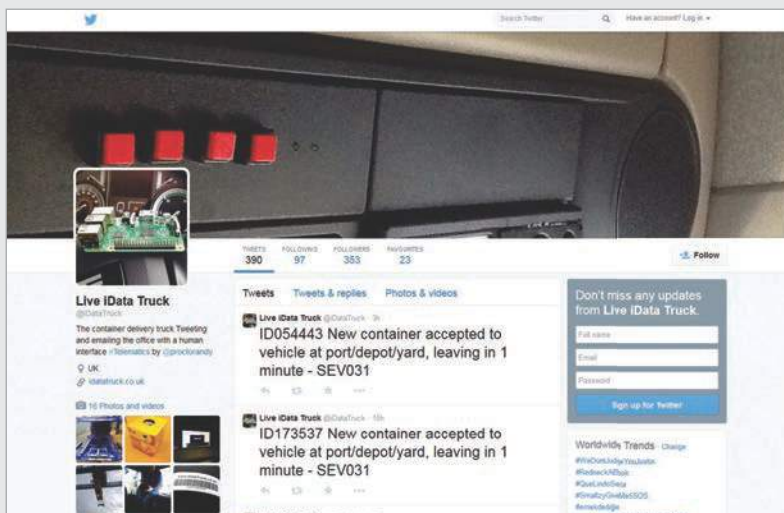 Search Twitter
Have an account? Log in
TWEETS
FOLLOWING
FOLLOWERS
FAVOURITES
390
97
353
23
Follow
Live iData Truck
@iDataTruck
The container delivery truck Tweeting
and emailing the office with a human
interface #Telematics by @proctorandy
UK
idatatruck.co.uk
16 Photos and videos
Tweets
Tweets & replies
Photos & videos
Live iData Truck @iDataTruck · 3h
ID054443 New container accepted to
vehicle at port/depot/yard, leaving in 1
minute - SEV031
Live iData Truck @iDataTruck ·
ID173537 New container accepted to
vehicle at port/depot/yard, leaving in 1
minute - SEV031
Don't miss any updates
from Live iData Truck.
Full name
Email
Password
Sign up for Twitter
Worldwide Trends · Change
#WeDontJudgeYouJustin